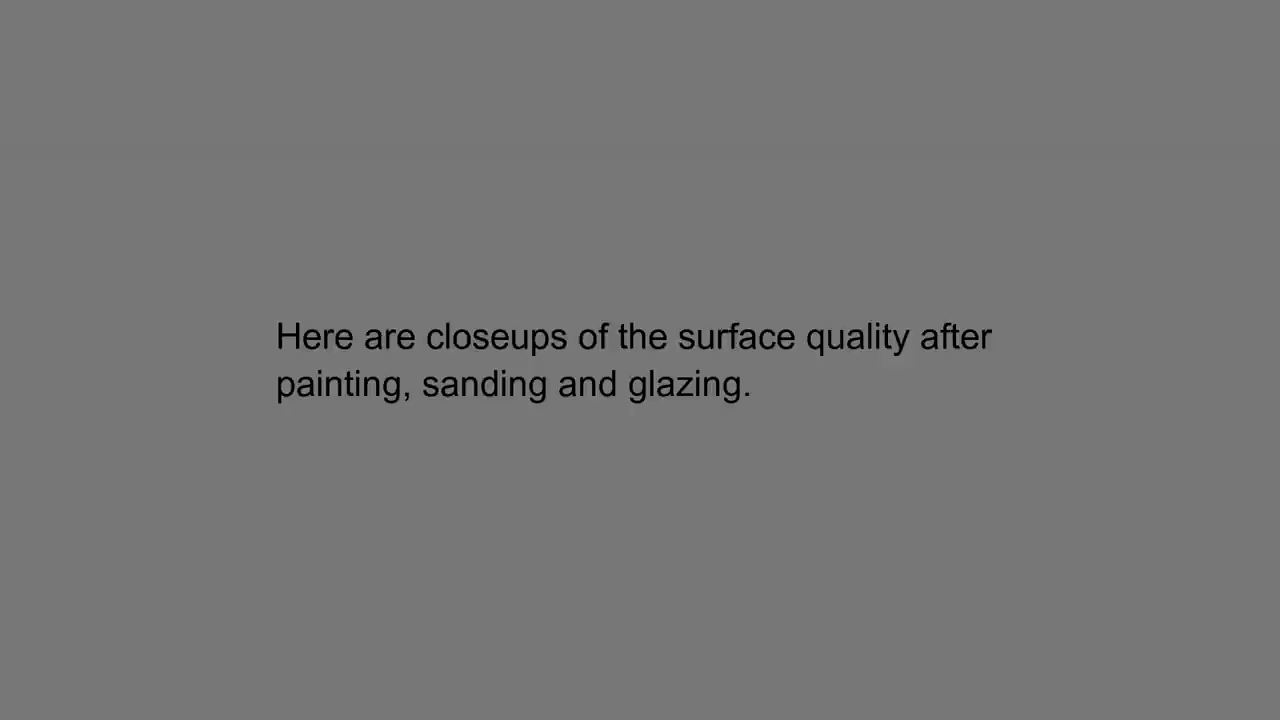 Here are closeups of the surface quality after
painting, sanding and glazing.